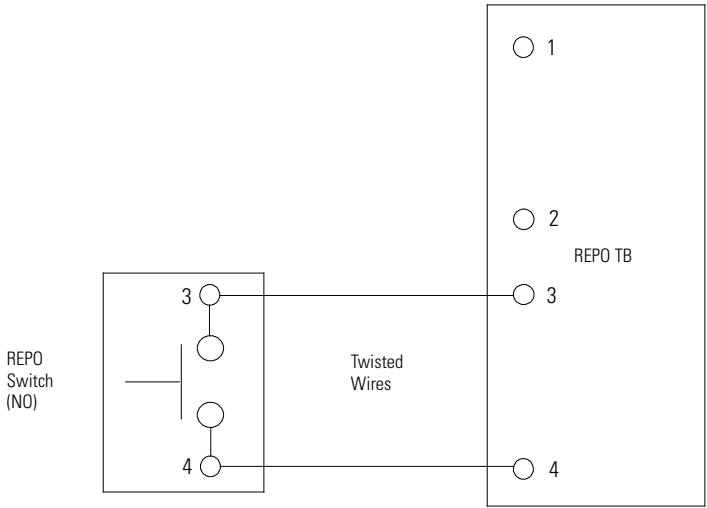 1
2
REPO TB
3
3
REPO
Switch
(NO)
Twisted
Wires
4
4